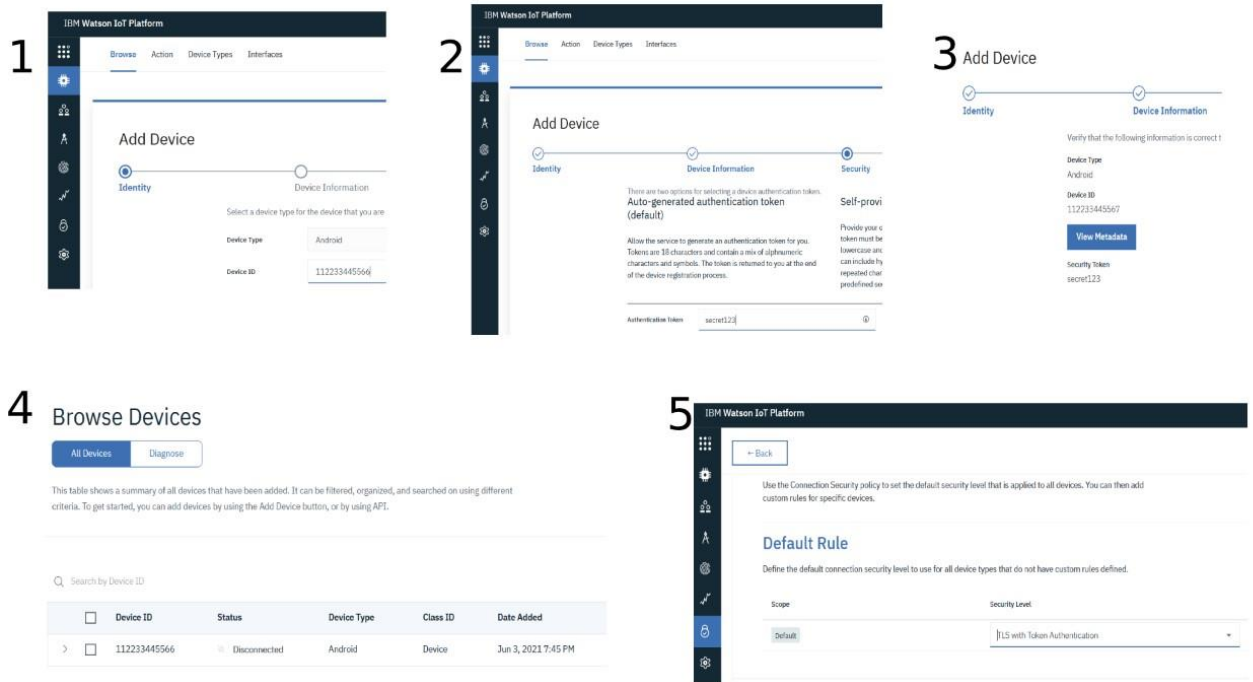 1
IBM Watson IoT Platform
Browse Action Device Types Interfaces
Add Device
Identity
Device Information
Select a device type for the device that you are
Device Type
Android
Device ID
112233445566
2
IBM Watson IoT Platform
Browse Action Device Types Interfaces
Add Device
Identity
Device Information
Security
There are two options for selecting a device authentication token.
Auto-generated authentication token
(default)
Allow the service to generate an authentication token for you.
Tokens are 18 characters and contain a mix of alphnumeric
characters and symbols. The token is returned to you at the end
of the device registration process.
Self-provi
Provide your
token must be
lowercase and
can include hy
repeated char
predefined se
Authentication Token
secret123
3
Add Device
Identity
Device Information
Verify that the following information is correct
Device Type
Android
Device ID
112233445567
View Metadata
Security Token
secret123
4
Browse Devices
All Devices
Diagnose
This table shows a summary of all devices that have been added. It can be filtered, organized, and searched on using different
criteria. To get started, you can add devices by using the Add Device button, or by using API.
Search by Device ID
Device ID Status Device Type Class ID Date Added
112233445566 Disconnected Android Device Jun 3, 2021 7:45 PM
5
IBM Watson IoT Platform
← Back
Use the Connection Security policy to set the default security level that is applied to all devices. You can then add
custom rules for specific devices.
Default Rule
Define the default connection security level to use for all device types that do not have custom rules defined.
Scope Security Level
Default TLS with Token Authentication